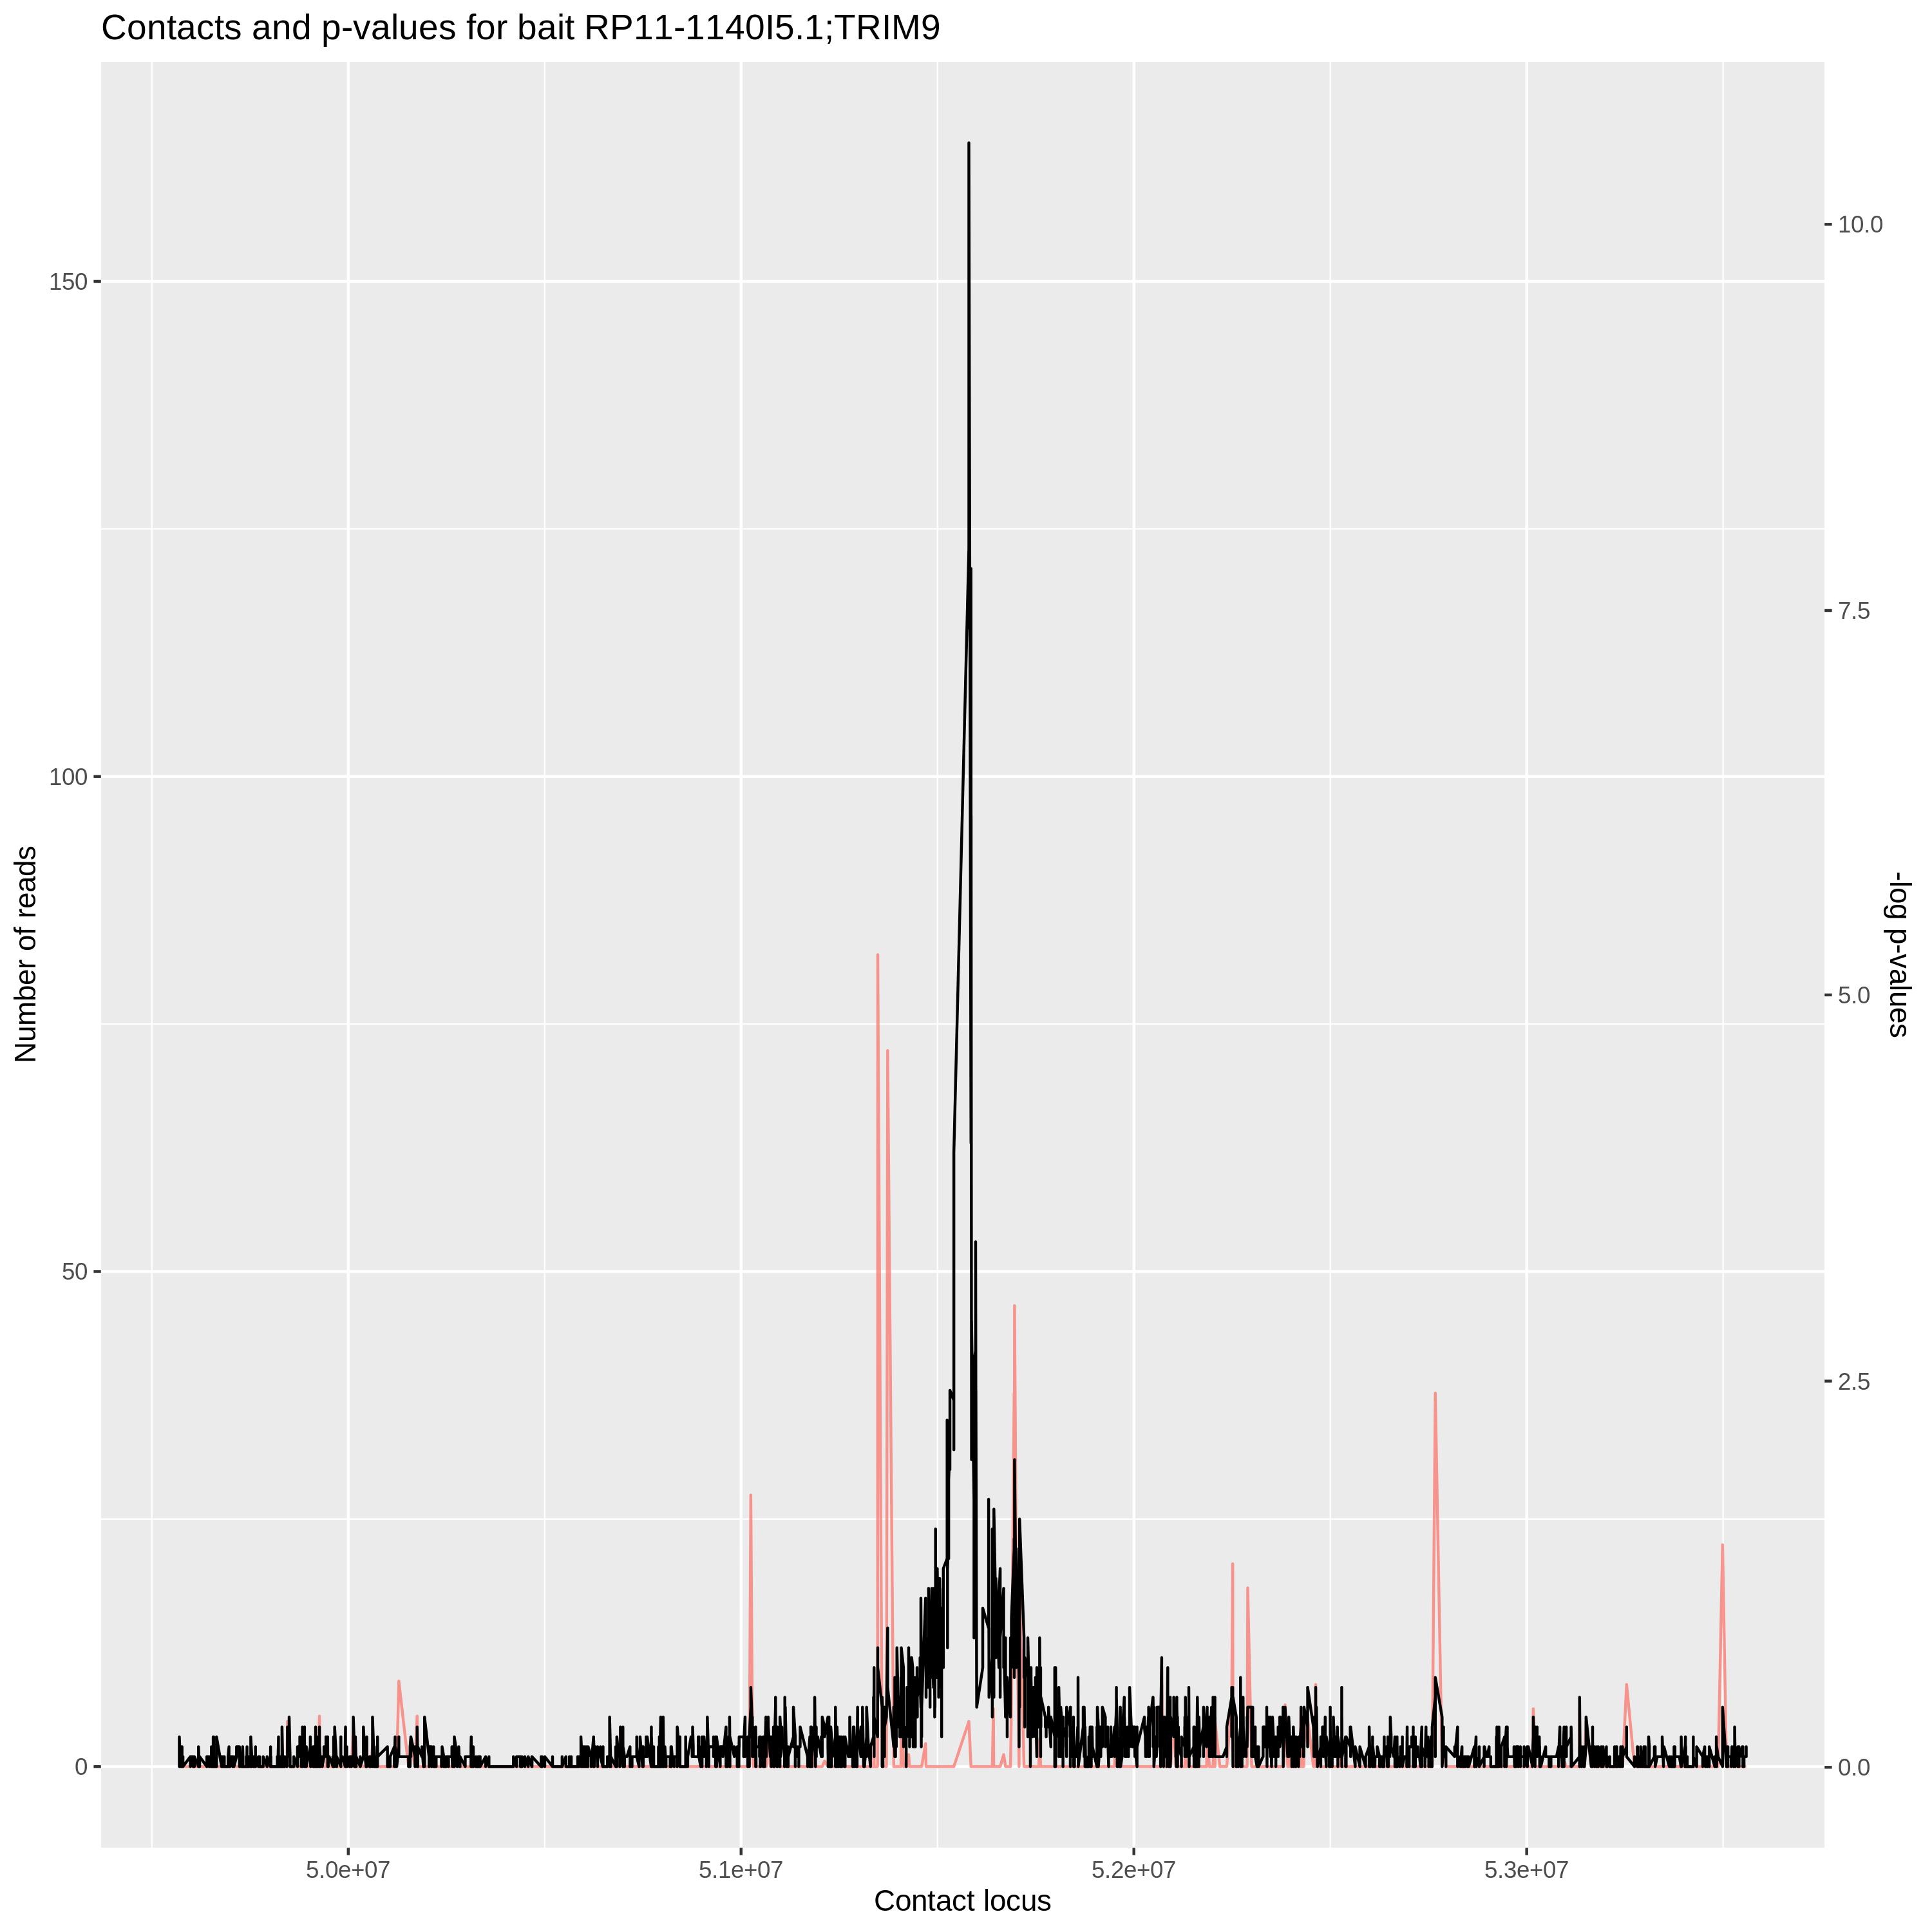 Contacts and p-values for bait RP11-1140I5.1;TRIM9
Number of reads
150
100
50
0
10.0
7.5
5.0
2.5
0.0
-log p-values
5.0e+07 5.1e+07 5.2e+07 5.3e+07
Contact locus